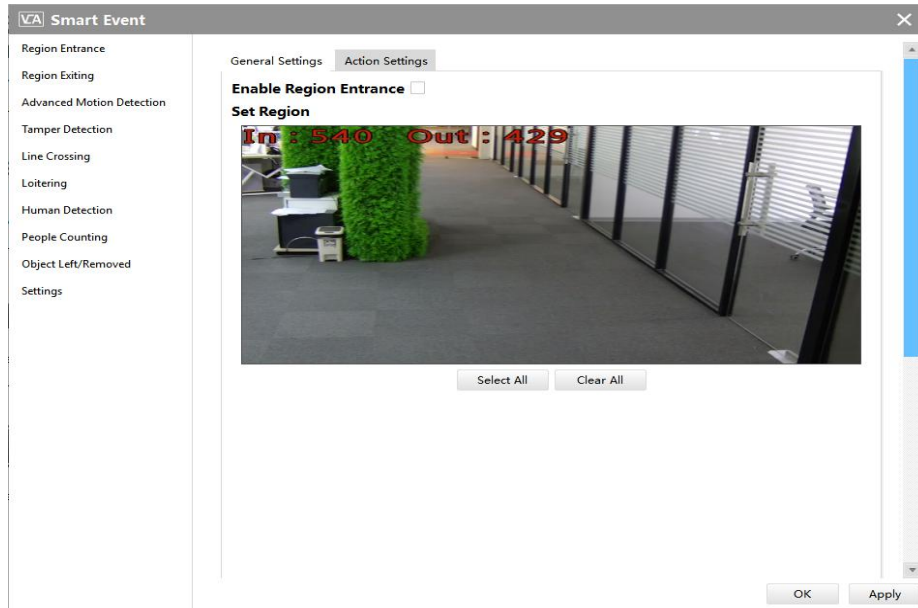 VCA Smart Event
Region Entrance
Region Exiting
Advanced Motion Detection
Tamper Detection
Line Crossing
Loitering
Human Detection
People Counting
Object Left/Removed
Settings
General Settings Action Settings
Enable Region Entrance
Set Region
In : 540 Out : 429
Select All Clear All
OK Apply